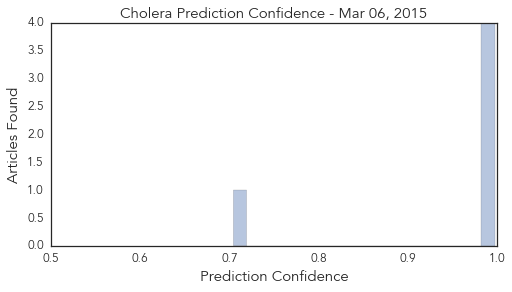 Cholera Prediction Confidence - Mar 06, 2015
4.0
3.5
3.0
2.5
2.0
1.5
1.0
0.5
0.0
Articles Found
0.5 0.6 0.7 0.8 0.9 1.0
Prediction Confidence